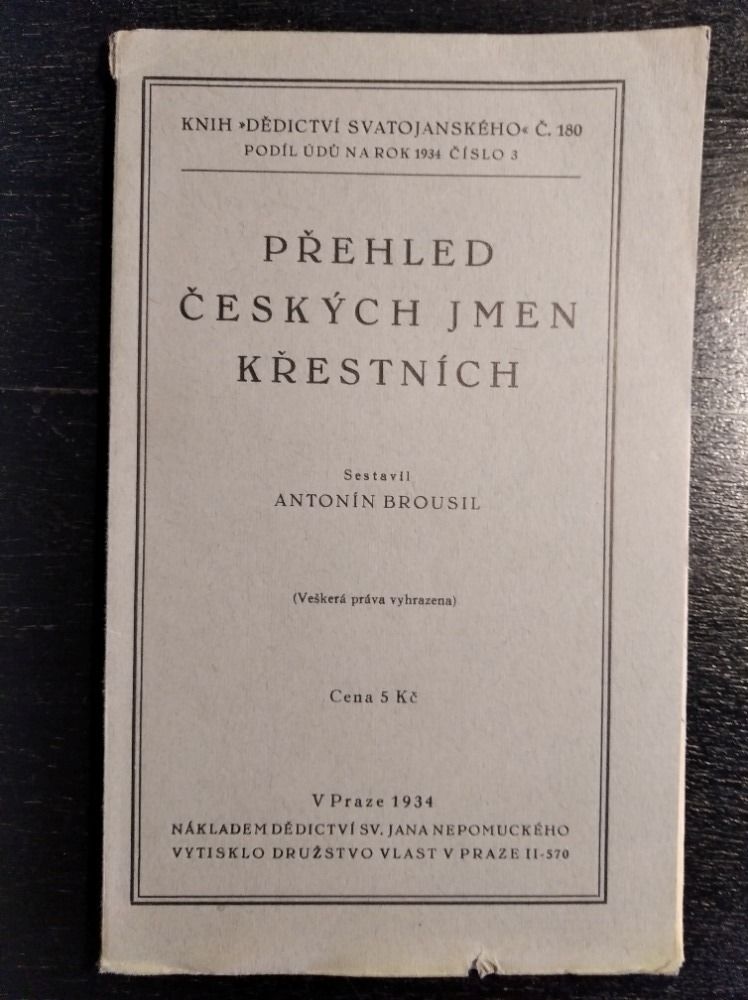 KNIH »DĚDICTVÍ SVATOJANSKÉHO« Č. 180
PODÍL ÚDŮ NA ROK 1934 ČÍSLO 3
PŘEHLED
ČESKÝCH JMEN
KŘESTNÍCH
Sestavil
ANTONÍN BROUSIL
(Veškerá práva vyhrazena)
Cena 5 Kč
V Praze 1934
NÁKLADEM DĚDICTVÍ SV. JANA NEPOMUCKÉHO
VYTISKLO DRUŽSTVO VLAST V PRAZE II-570